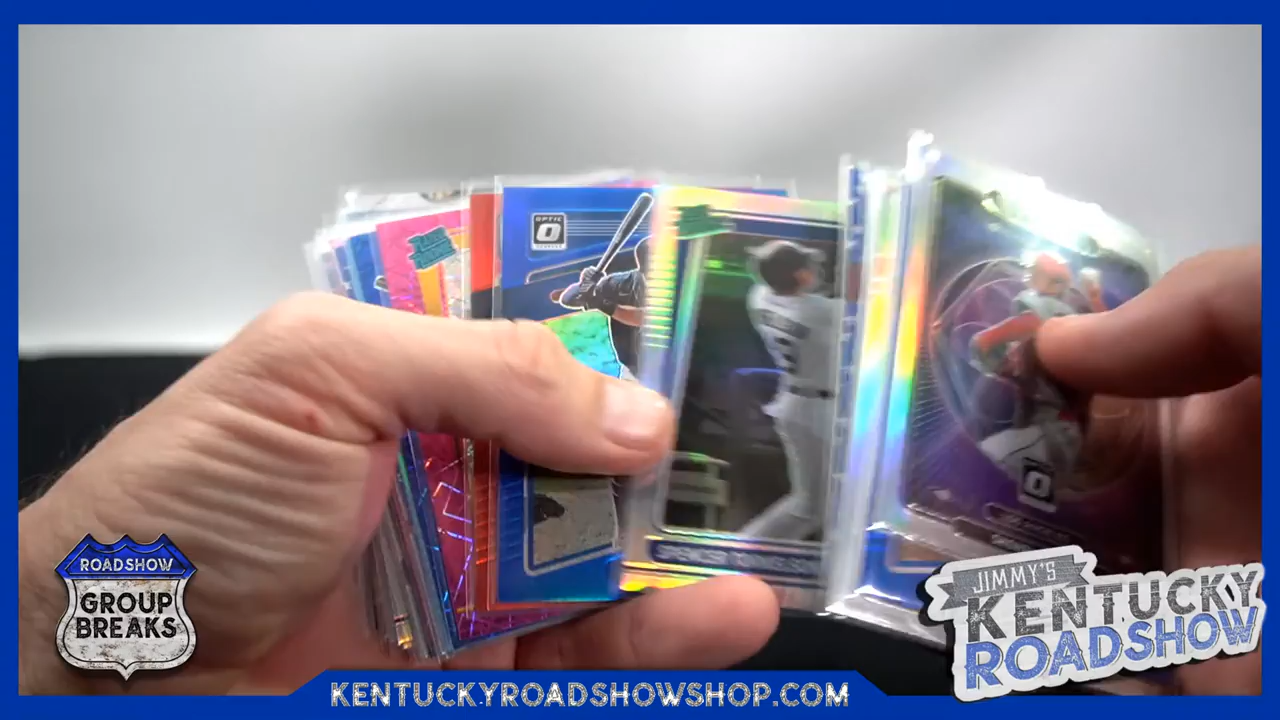 OPTIC
O
SPENCER TORKELSON
O
ROADSHOW
GROUP
BREAKS
JIMMY'S
KENTUCKY
ROADSHOW
KENTUCKYROADSHOWSHOP.COM